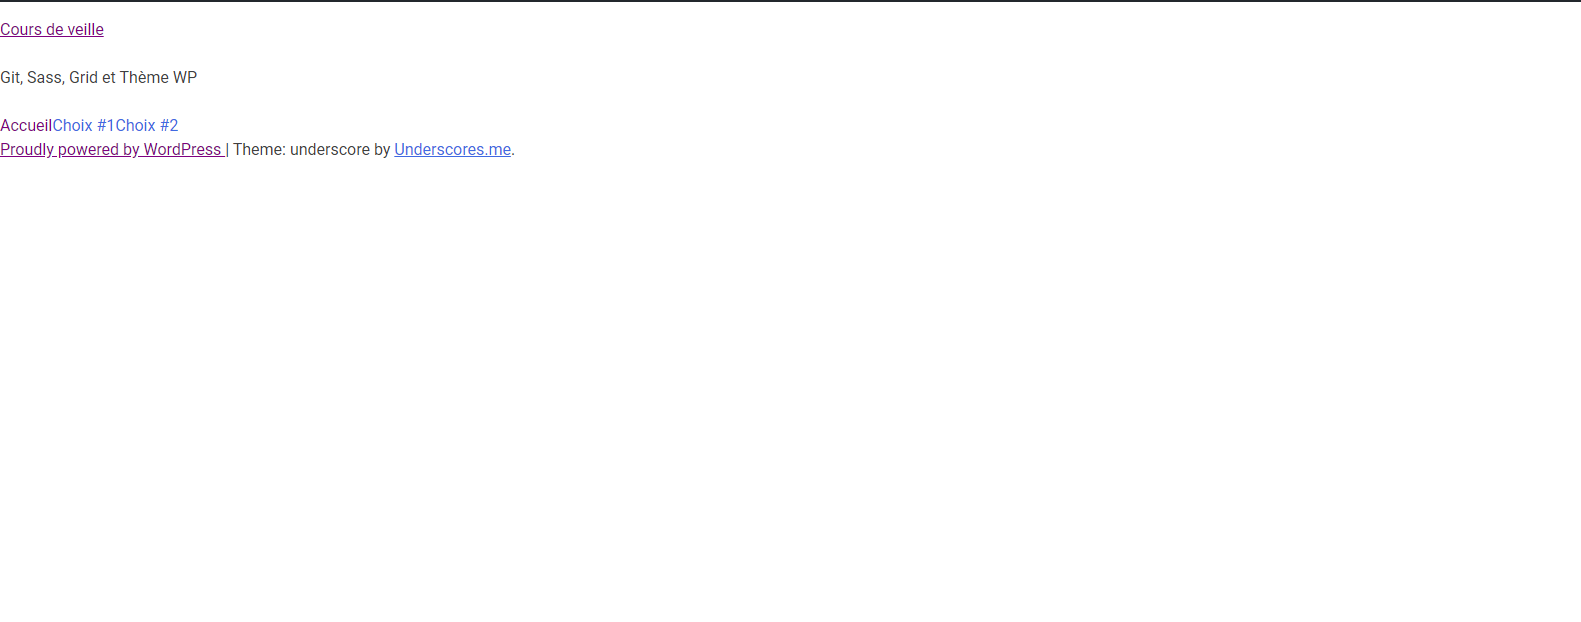 Cours de veille
Git, Sass, Grid et Thème WP
AccueilChoix #1Choix #2
Proudly powered by WordPress | Theme: underscore by Underscores.me.